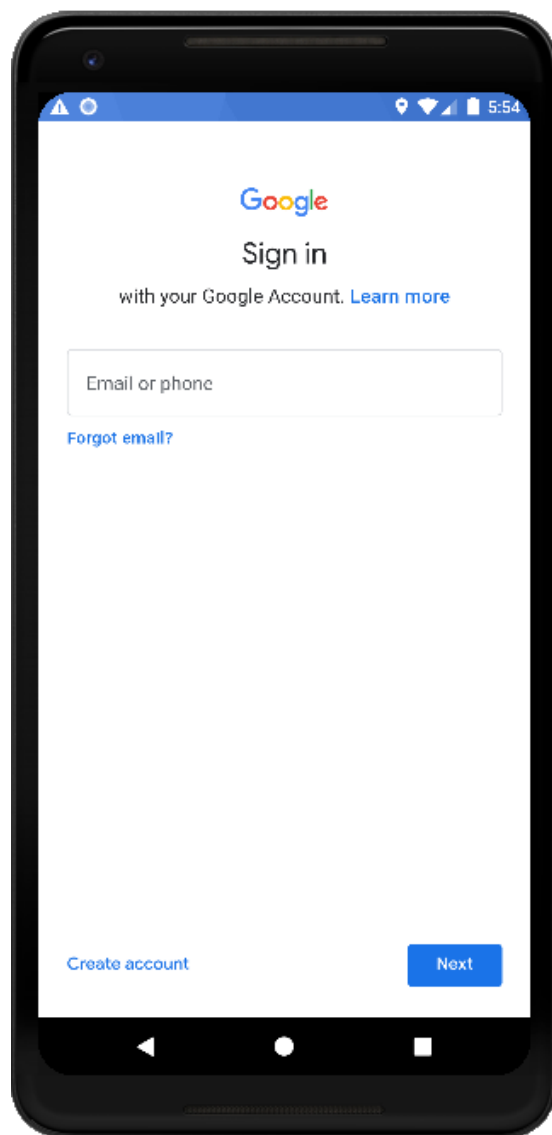 5:54
Google
Sign in
with your Google Account. Learn more
Email or phone
Forgot email?
Create account
Next